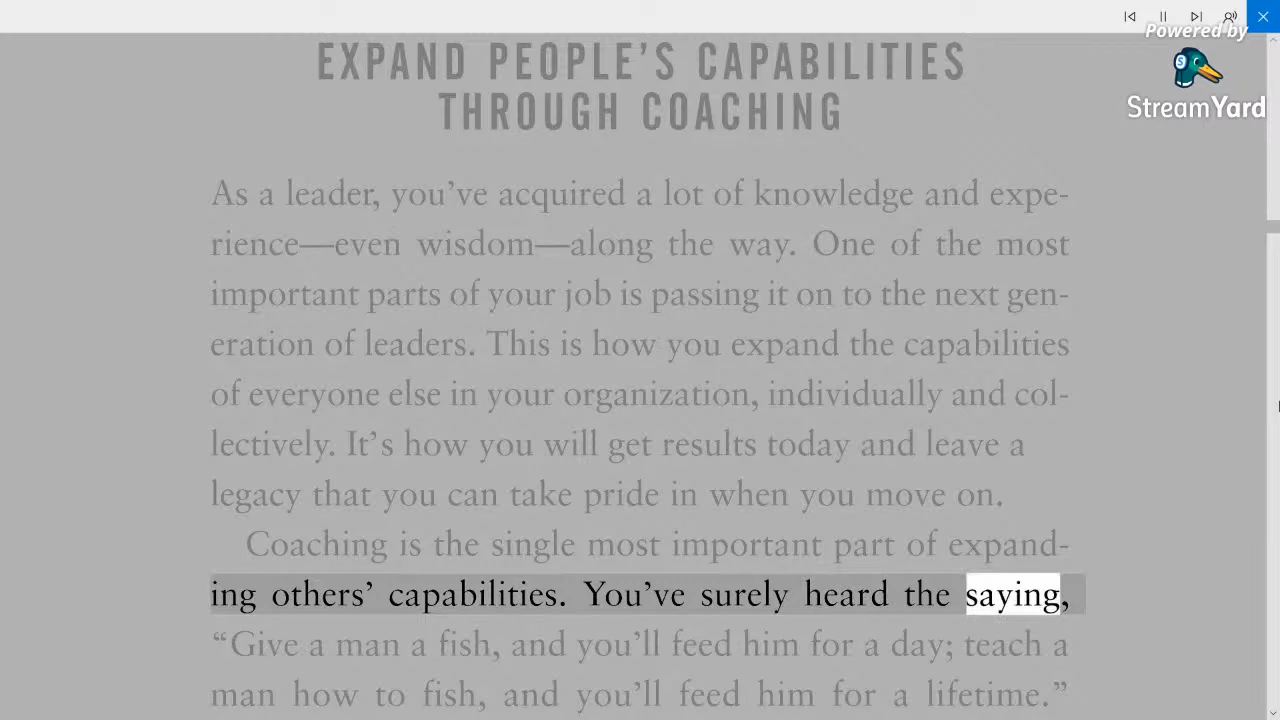 Powered by
StreamYard
EXPAND PEOPLE’S CAPABILITIES
THROUGH COACHING
As a leader, you’ve acquired a lot of knowledge and expe-
rience—even wisdom—along the way. One of the most
important parts of your job is passing it on to the next gen-
eration of leaders. This is how you expand the capabilities
of everyone else in your organization, individually and col-
lectively. It’s how you will get results today and leave a
legacy that you can take pride in when you move on.
Coaching is the single most important part of expand-
ing others’ capabilities. You’ve surely heard the saying,
“Give a man a fish, and you’ll feed him for a day; teach a
man how to fish, and you’ll feed him for a lifetime.”